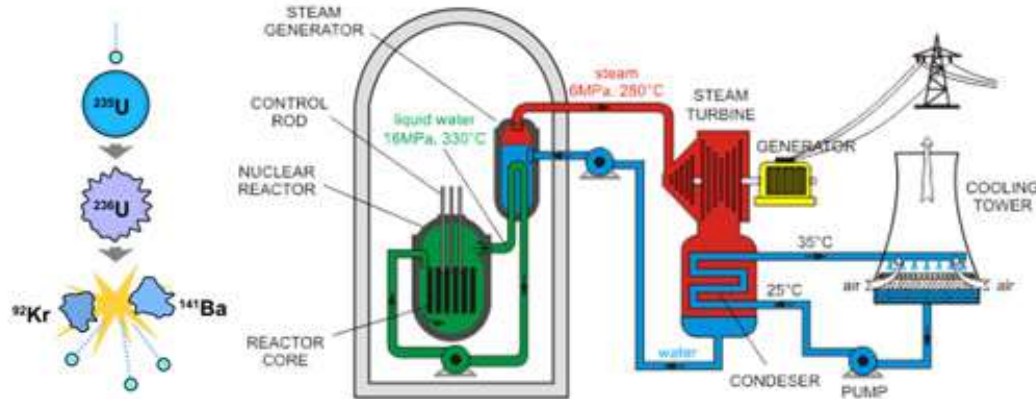 ²³⁵U
²³⁶U
⁹²Kr
¹⁴¹Ba
STEAM
GENERATOR
CONTROL
ROD
NUCLEAR
REACTOR
REACTOR
CORE
liquid water
16MPa, 330°C
steam
6MPa, 280°C
STEAM
TURBINE
GENERATOR
COOLING
TOWER
35°C
25°C
air
air
water
CONDESER
PUMP